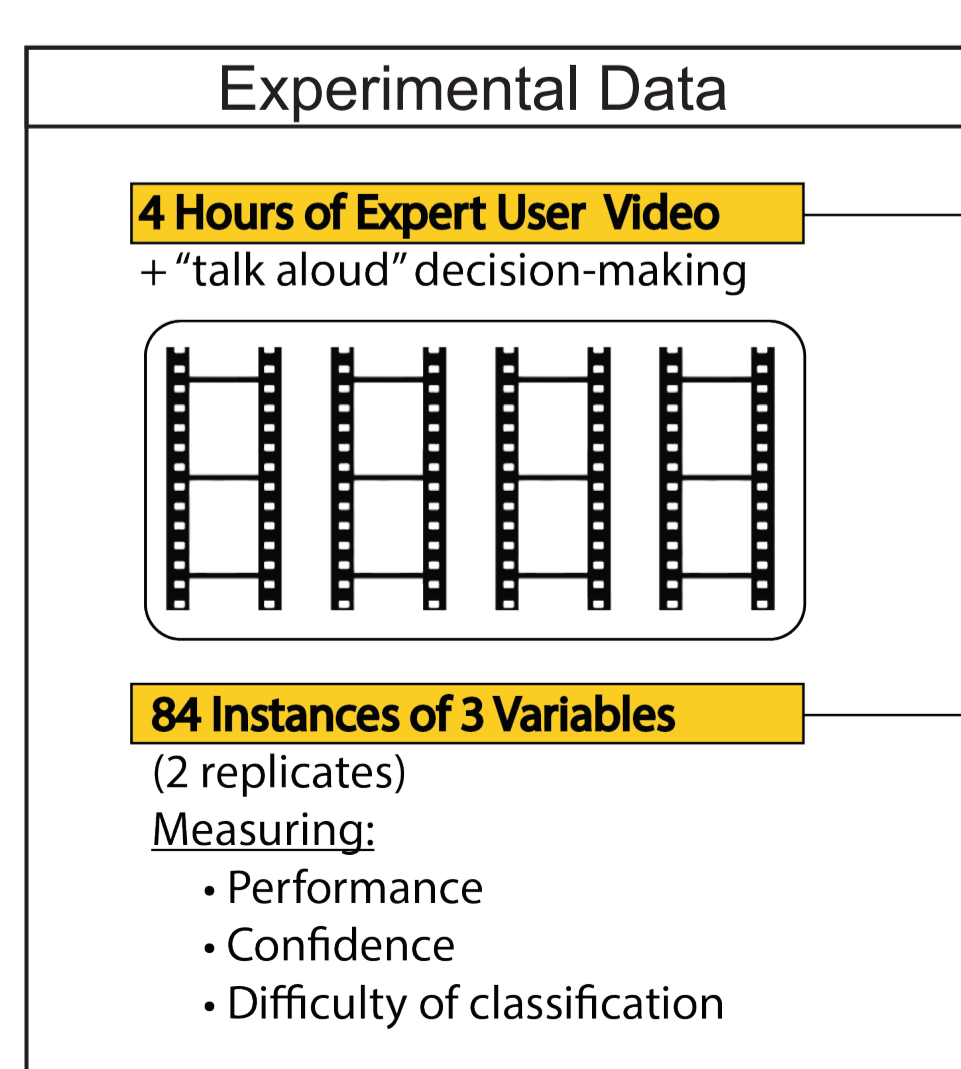 Experimental Data
4 Hours of Expert User Video
+ “talk aloud” decision-making
84 Instances of 3 Variables
(2 replicates)
Measuring:
• Performance
• Confidence
• Difficulty of classification